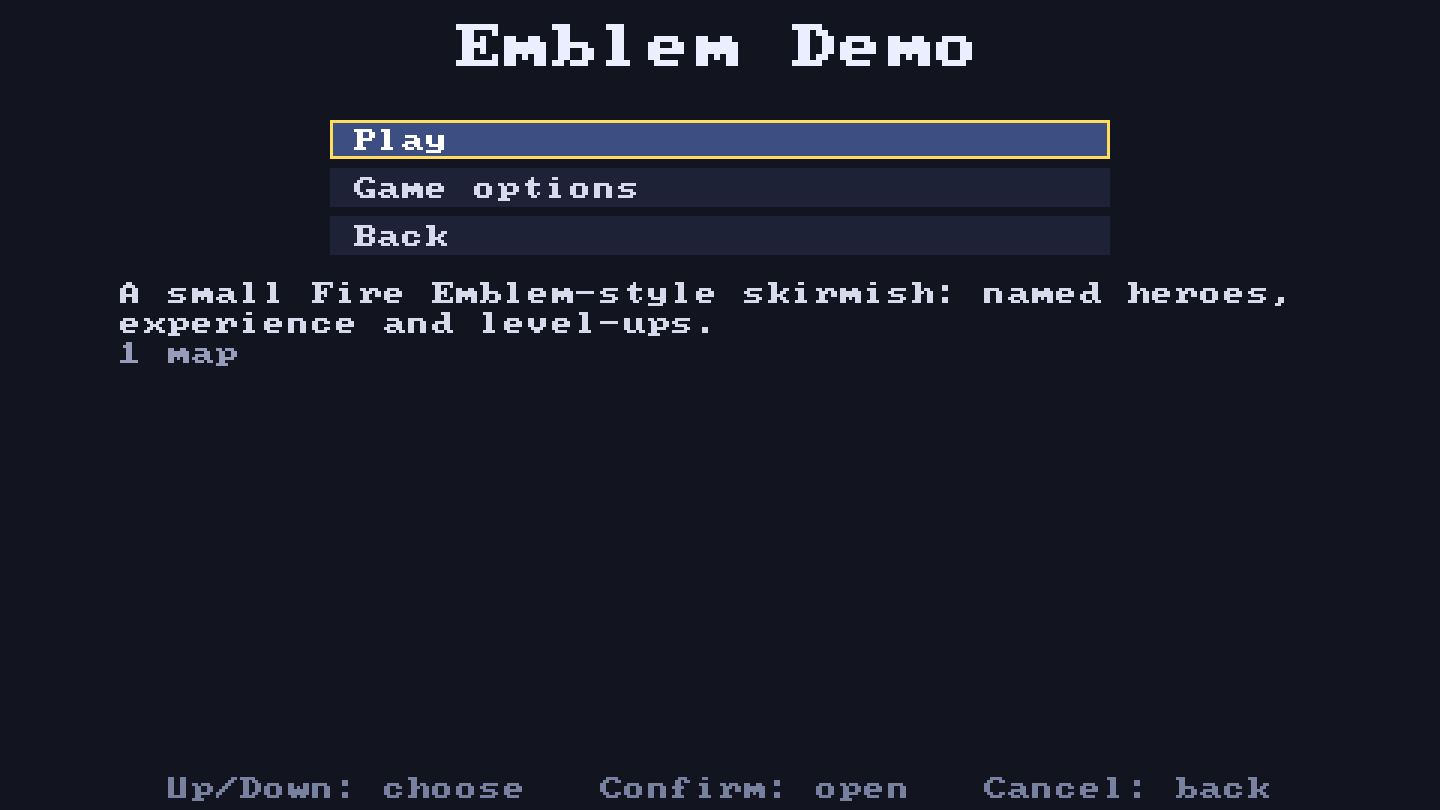 Emblem Demo
Play
Game options
Back
A small Fire Emblem-style skirmish: named heroes,
experience and level-ups.
1 map
Up/Down: choose   Confirm: open   Cancel: back